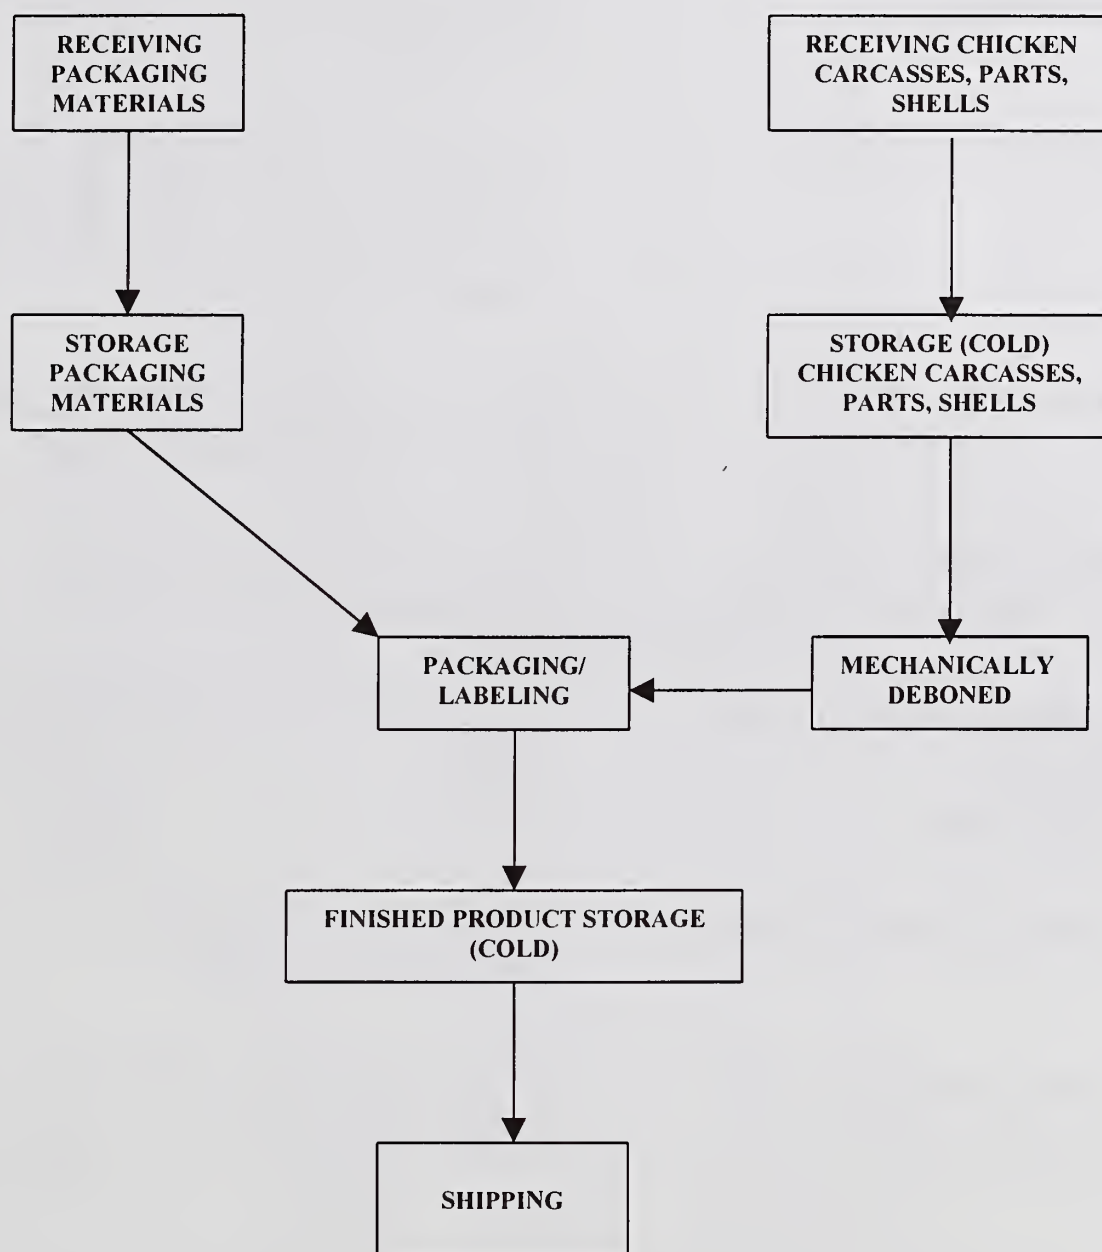 RECEIVING
PACKAGING
MATERIALS
RECEIVING CHICKEN
CARCASSES, PARTS,
SHELLS
STORAGE
PACKAGING
MATERIALS
STORAGE (COLD)
CHICKEN CARCASSES,
PARTS, SHELLS
PACKAGING/
LABELING
MECHANICALLY
DEBONED
FINISHED PRODUCT STORAGE
(COLD)
SHIPPING